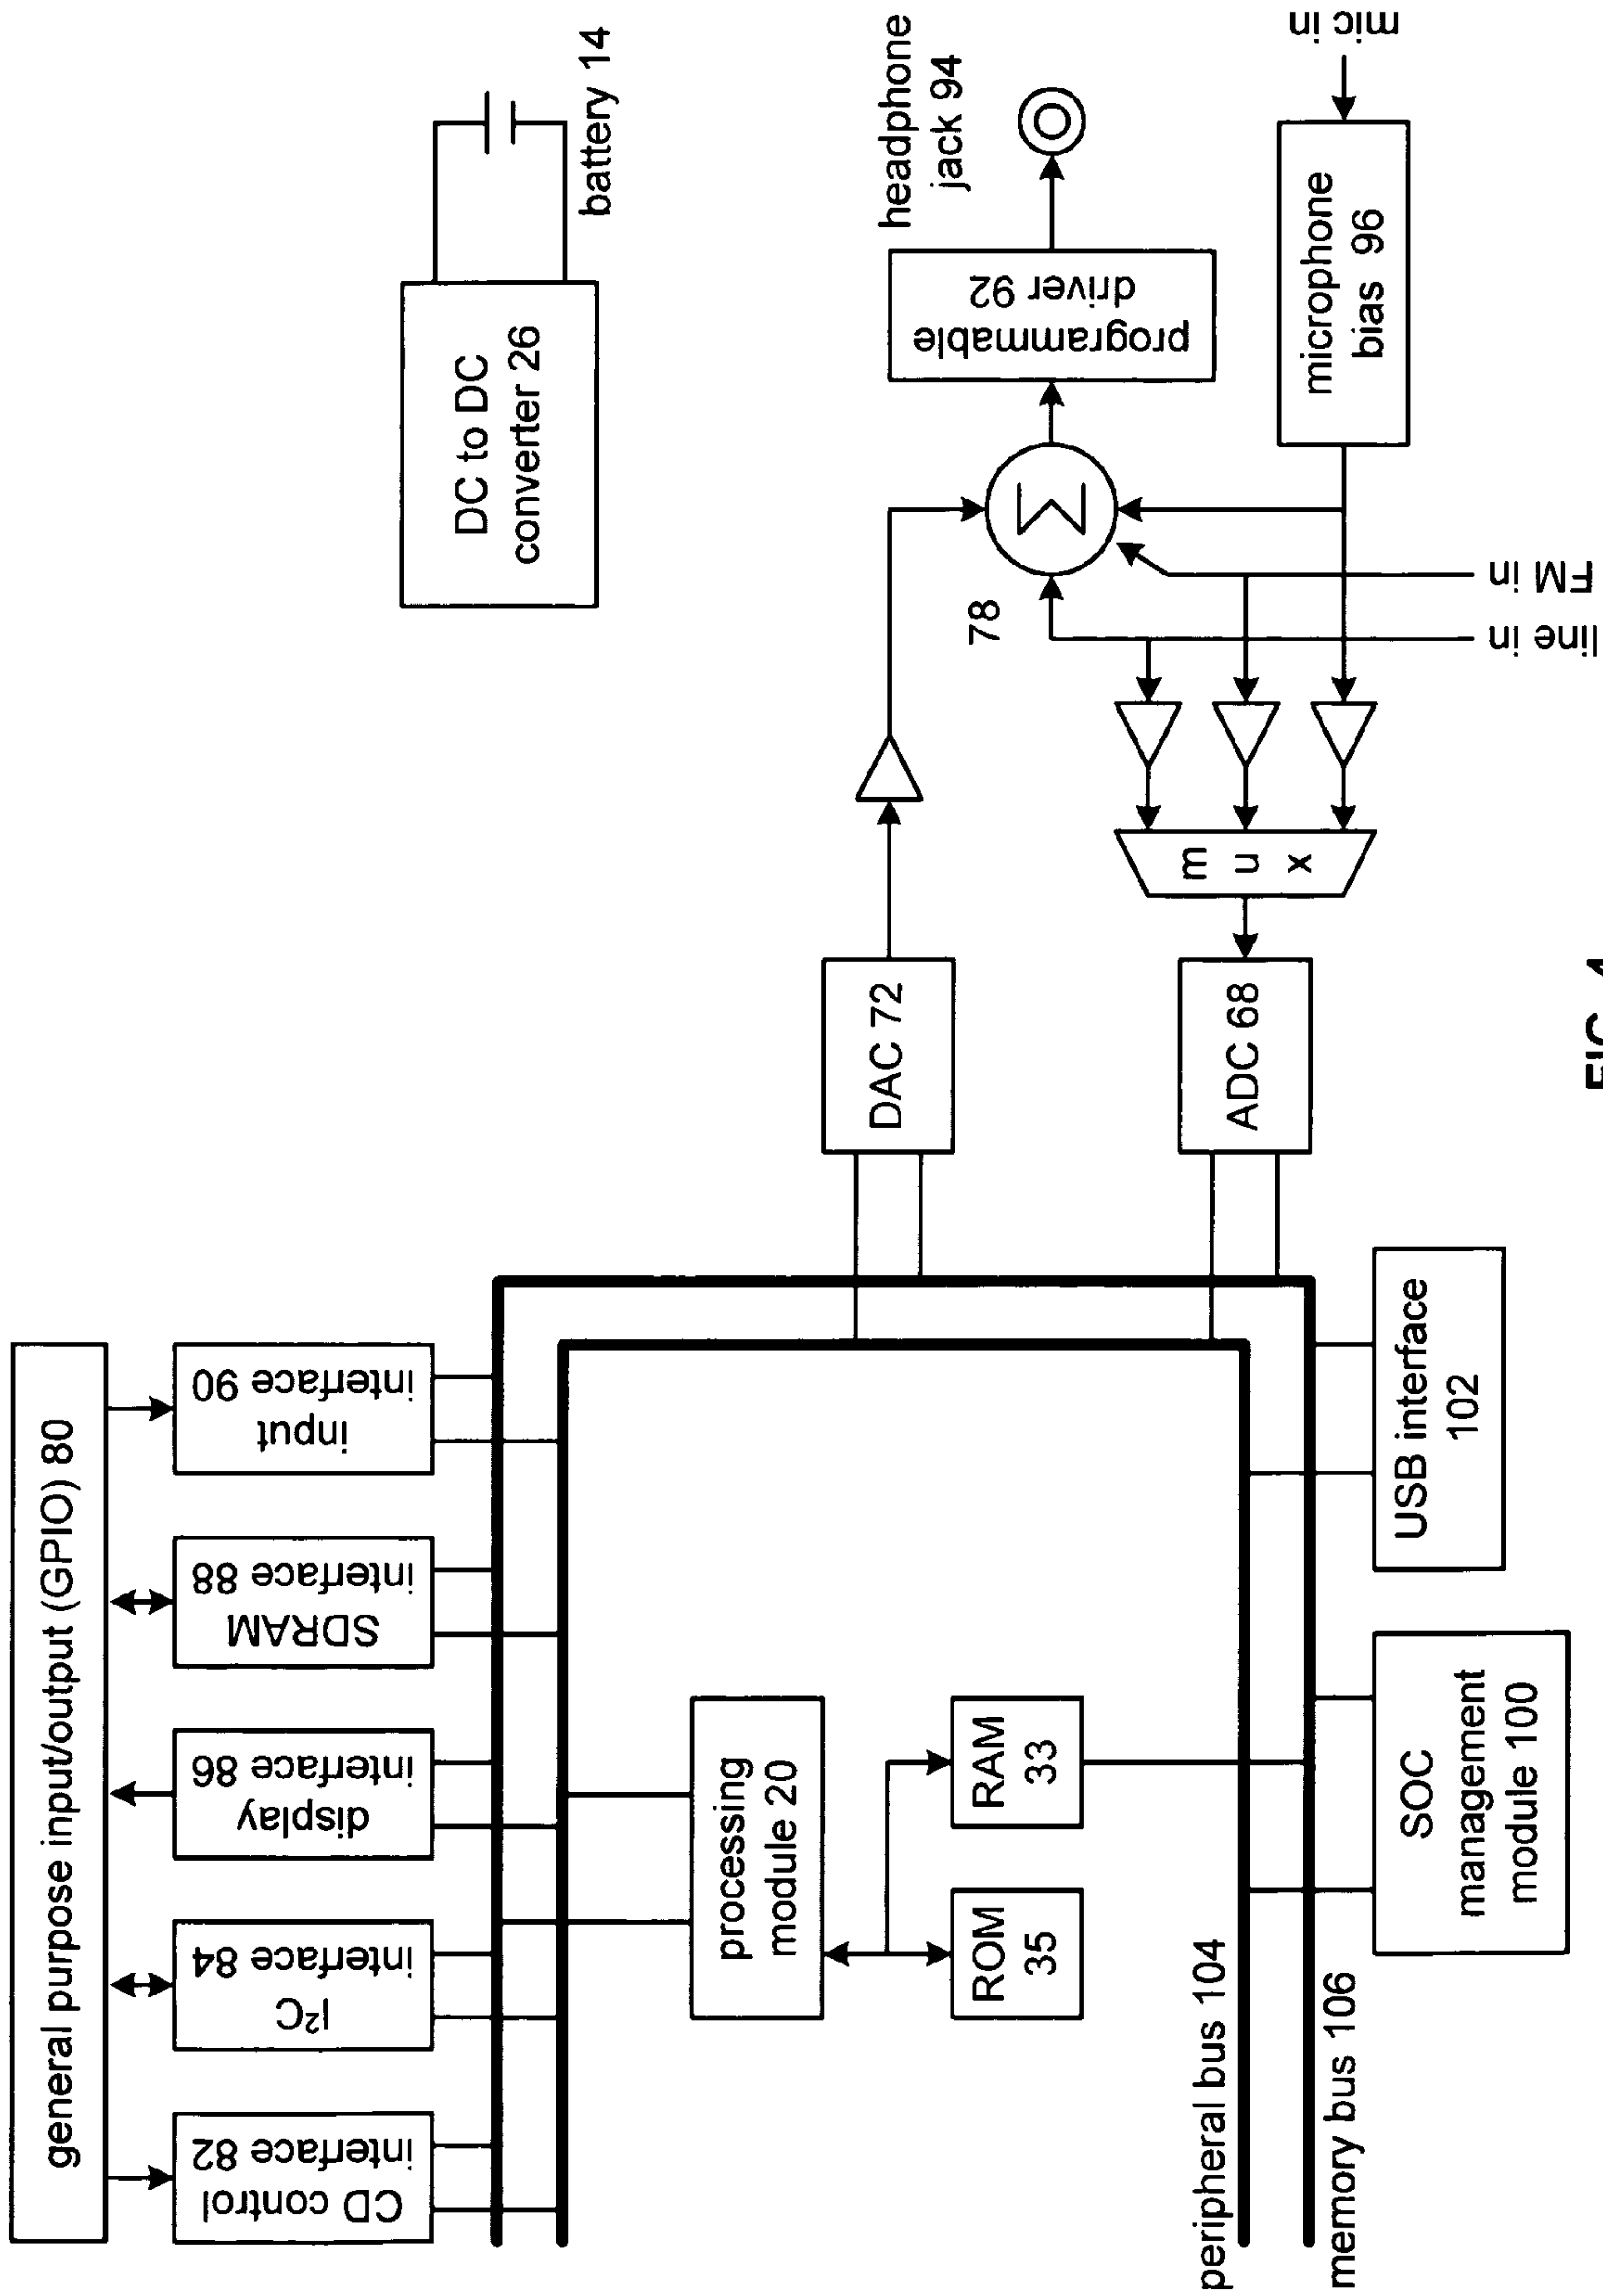 general purpose input/output (GPIO) 80
CD control
interface 82
I²C
interface 84
display
interface 86
SDRAM
interface 88
input
interface 90
DC to DC
converter 26
battery 14
processing
module 20
ROM
35
RAM
33
DAC 72
78
programmable
driver 92
headphone
jack 94
ADC 68
m
u
x
microphone
bias 96
mic in
line in
FM in
peripheral bus 104
memory bus 106
SOC
management
module 100
USB interface
102